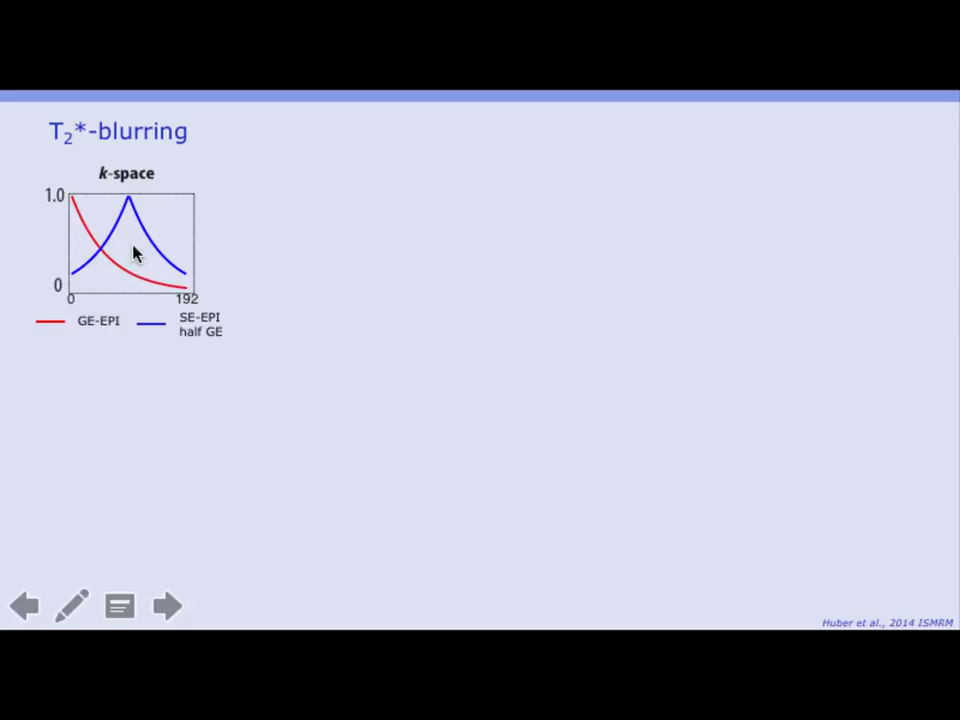 T₂*-blurring
k-space
1.0
0
0 192
GE-EPI
SE-EPI
half GE
Huber et al., 2014 ISMRM